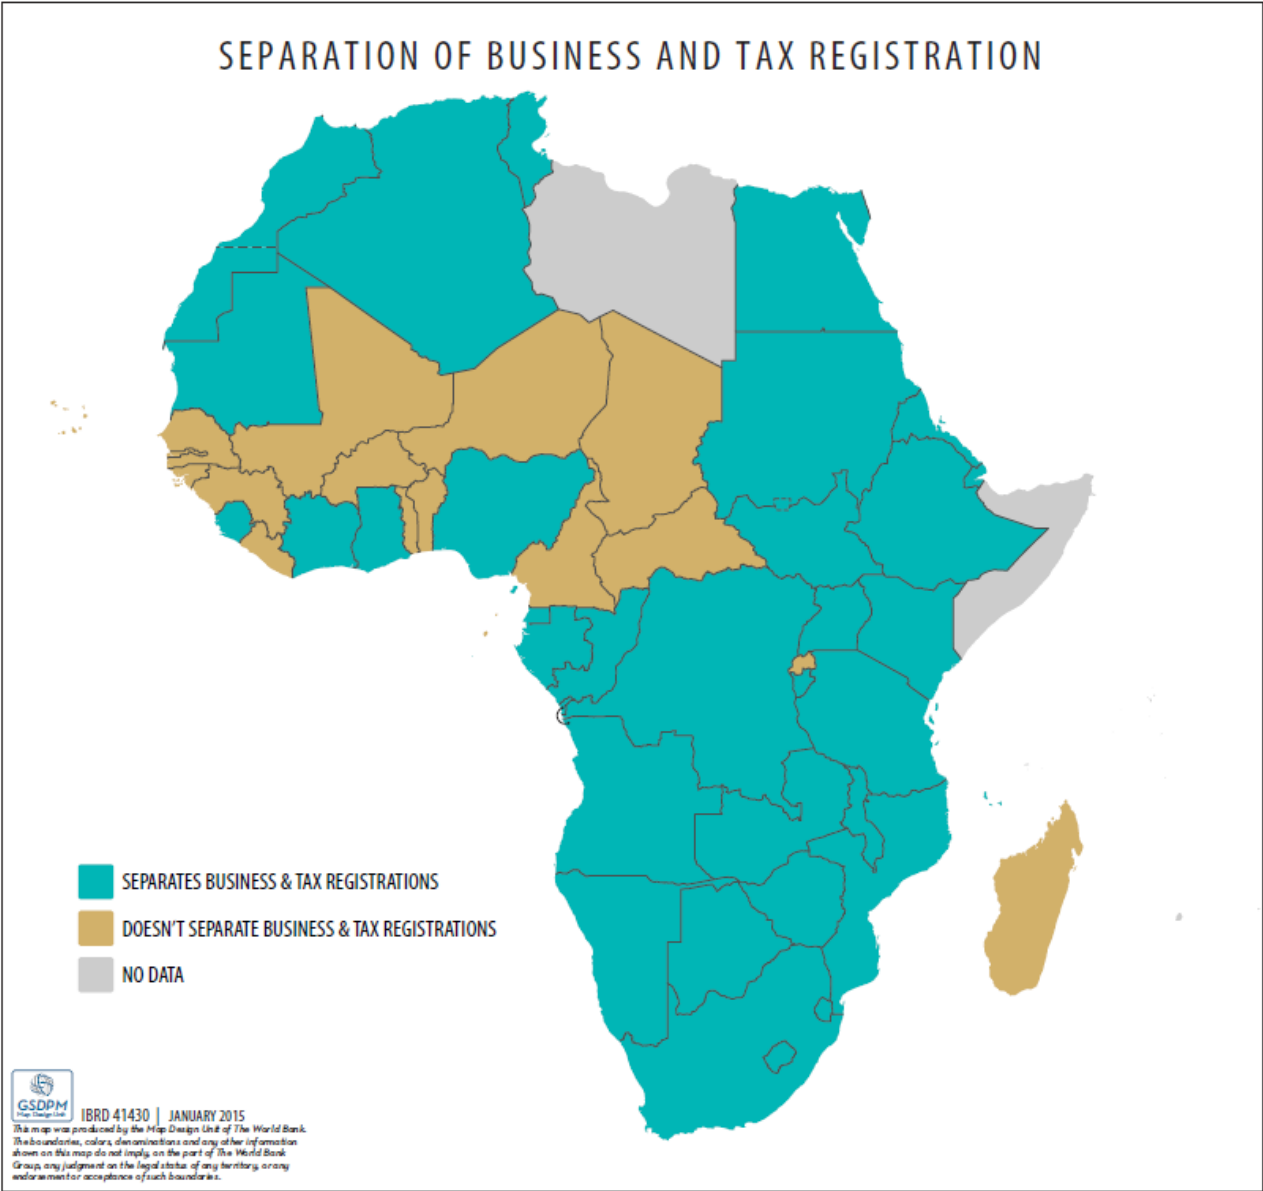 SEPARATION OF BUSINESS AND TAX REGISTRATION
SEPARATES BUSINESS & TAX REGISTRATIONS
DOESN'T SEPARATE BUSINESS & TAX REGISTRATIONS
NO DATA
GSDPM
Map Design Unit
IBRD 41430 | JANUARY 2015
This map was produced by the Map Design Unit of The World Bank.
The boundaries, colors, denominations and any other information
shown on this map do not imply, on the part of The World Bank
Group, any judgment on the legal status of any territory, or any
endorsement or acceptance of such boundaries.